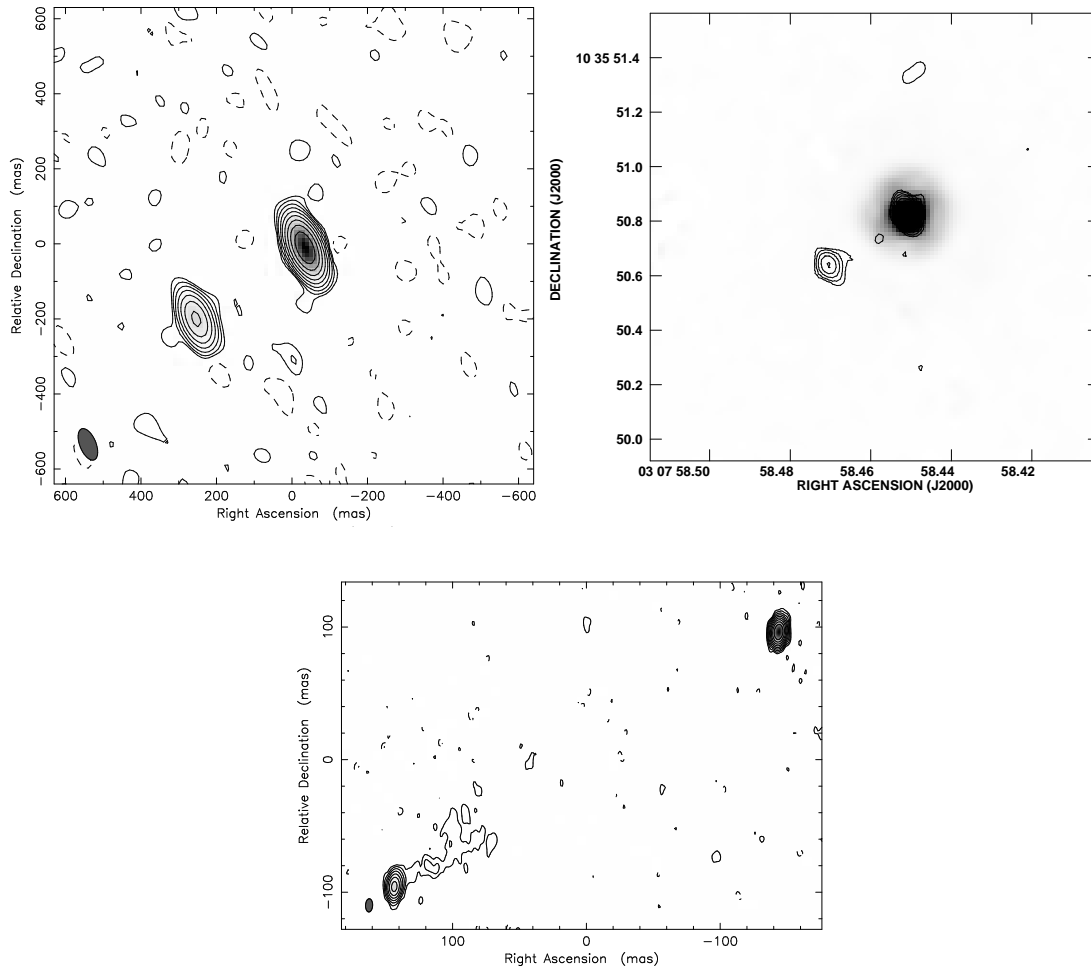 600
400
200
0
−200
−400
−600
Relative Declination (mas)
600 400 200 0 −200 −400 −600
Right Ascension (mas)
10 35 51.4
51.2
51.0
50.8
50.6
50.4
50.2
50.0
DECLINATION (J2000)
03 07 58.50 58.48 58.46 58.44 58.42
RIGHT ASCENSION (J2000)
100
0
−100
Relative Declination (mas)
100 0 −100
Right Ascension (mas)